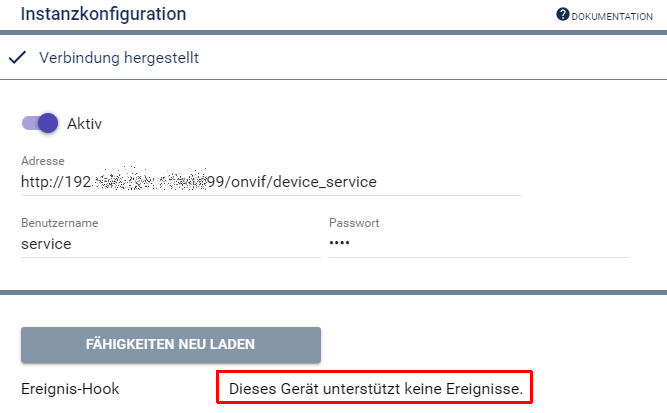 Instanzkonfiguration
DOKUMENTATION
Verbindung hergestellt
Aktiv
Adresse
http://192. 99/onvif/device_service
Benutzername Passwort
service ••••
FÄHIGKEITEN NEU LADEN
Ereignis-Hook Dieses Gerät unterstützt keine Ereignisse.